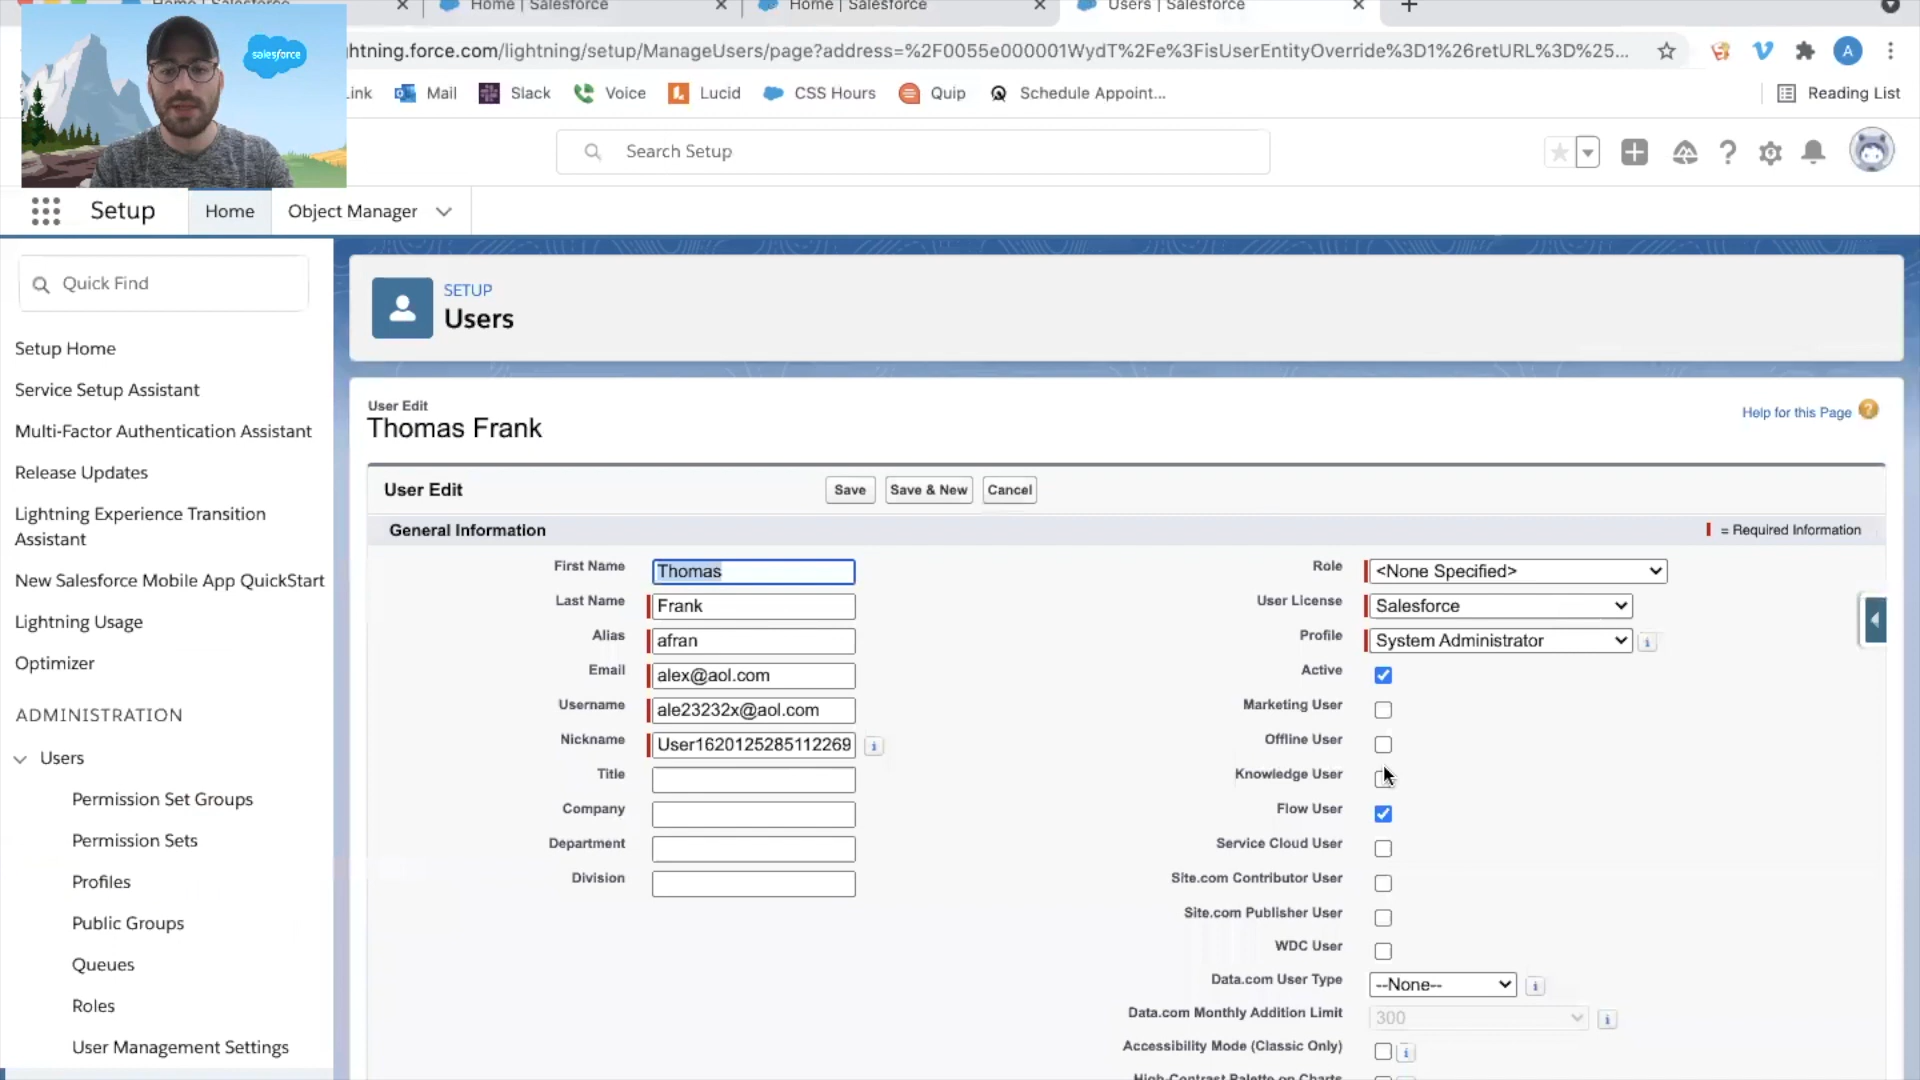 Home | Salesforce
Home | Salesforce
Home | Salesforce
Users | Salesforce
salesforce
htning.force.com/lightning/setup/ManageUsers/page?address=%2F0055e000001WydT%2Fe%3FisUserEntityOverride%3D1%26retURL%3D%25...
A
ink
Mail
Slack
Voice
Lucid
CSS Hours
Quip
Schedule Appoint...
Reading List
Search Setup
Setup
Home
Object Manager
Quick Find
Setup Home
Service Setup Assistant
Multi-Factor Authentication Assistant
Release Updates
Lightning Experience Transition
Assistant
New Salesforce Mobile App QuickStart
Lightning Usage
Optimizer
ADMINISTRATION
Users
Permission Set Groups
Permission Sets
Profiles
Public Groups
Queues
Roles
User Management Settings
SETUP
Users
User Edit
Thomas Frank
Help for this Page
User Edit
Save
Save & New
Cancel
General Information
= Required Information
First Name
Thomas
Last Name
Frank
Alias
afran
Email
alex@aol.com
Username
ale23232x@aol.com
Nickname
User1620125285112269
Title
Company
Department
Division
Role
<None Specified>
User License
Salesforce
Profile
System Administrator
Active
Marketing User
Offline User
Knowledge User
Flow User
Service Cloud User
Site.com Contributor User
Site.com Publisher User
WDC User
Data.com User Type
--None--
Data.com Monthly Addition Limit
300
Accessibility Mode (Classic Only)
High-Contrast Palette on Charts